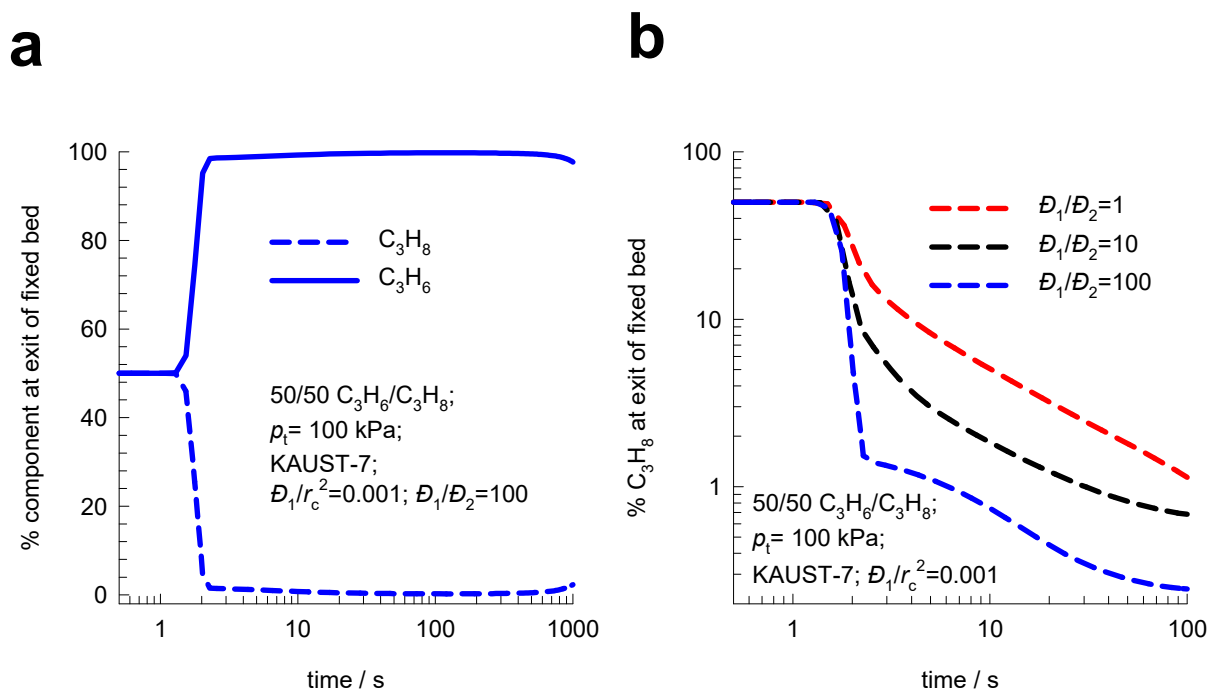 a
% component at exit of fixed bed
100
80
60
40
20
0
C₃H₈
C₃H₆
50/50 C₃H₆/C₃H₈;
pₜ= 100 kPa;
KAUST-7;
Đ₁/r_c²=0.001; Đ₁/Đ₂=100
1
10
100
1000
time / s
b
% C₃H₈ at exit of fixed bed
100
10
1
Đ₁/Đ₂=1
Đ₁/Đ₂=10
Đ₁/Đ₂=100
50/50 C₃H₆/C₃H₈;
pₜ= 100 kPa;
KAUST-7; Đ₁/r_c²=0.001
1
10
100
time / s